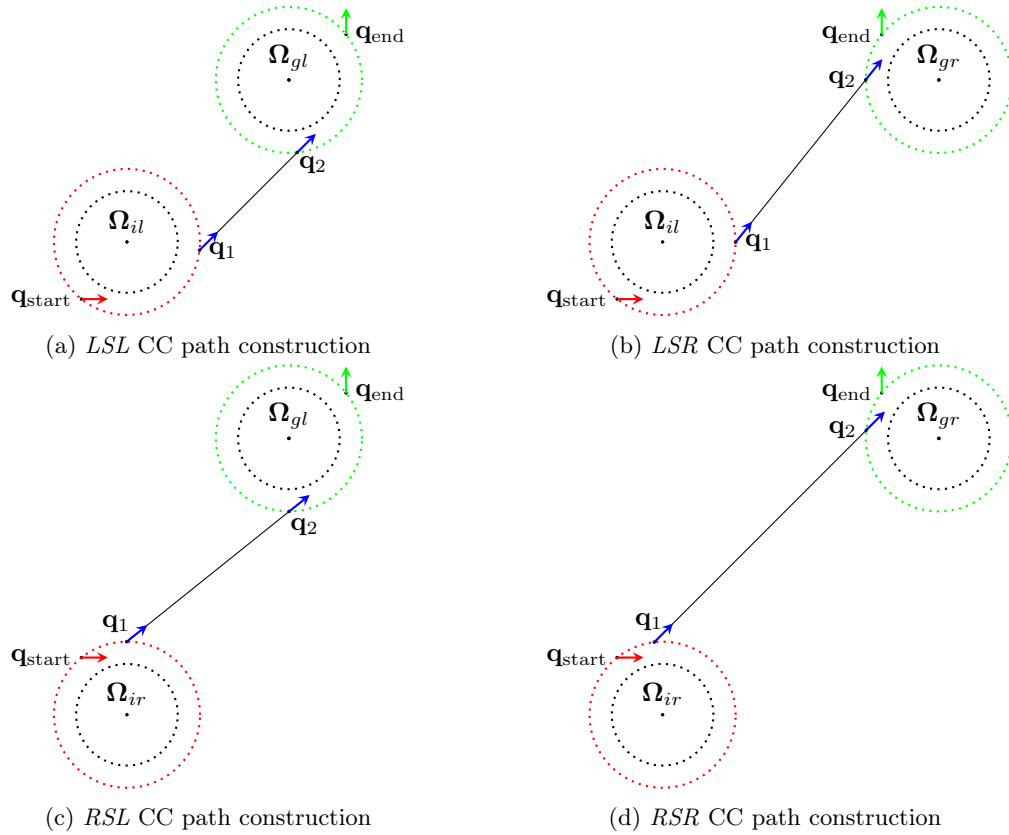 q_end
Ω_gl
q_2
Ω_il
q_1
q_start
(a) LSL CC path construction
q_end
Ω_gr
q_2
Ω_il
q_1
q_start
(b) LSR CC path construction
q_end
Ω_gl
q_2
q_1
q_start
Ω_ir
(c) RSL CC path construction
q_end
Ω_gr
q_2
q_1
q_start
Ω_ir
(d) RSR CC path construction